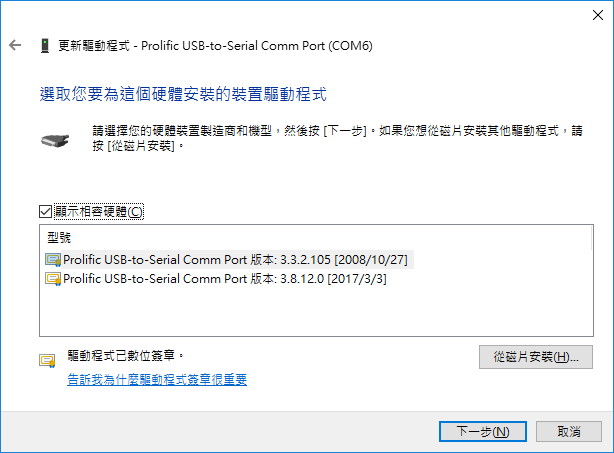 更新驅動程式 - Prolific USB-to-Serial Comm Port (COM6)
選取您要為這個硬體安裝的裝置驅動程式
請選擇您的硬體裝置製造商和機型，然後按 [下一步]。如果您想從磁片安裝其他驅動程式，請
按 [從磁片安裝]。
顯示相容硬體(C)
型號
Prolific USB-to-Serial Comm Port 版本: 3.3.2.105 [2008/10/27]
Prolific USB-to-Serial Comm Port 版本: 3.8.12.0 [2017/3/3]
驅動程式已數位簽章。
從磁片安裝(H)...
告訴我為什麼驅動程式簽章很重要
下一步(N)
取消